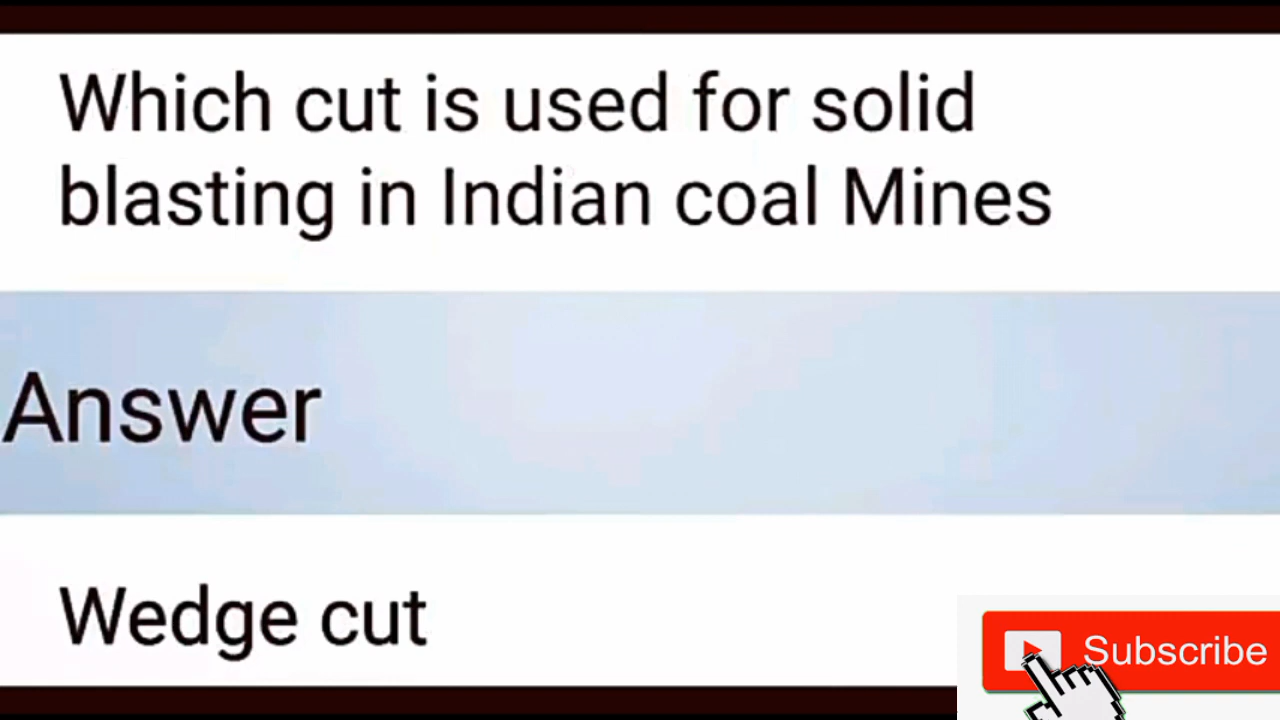 Which cut is used for solid
blasting in Indian coal Mines
Answer
Wedge cut
Subscribe